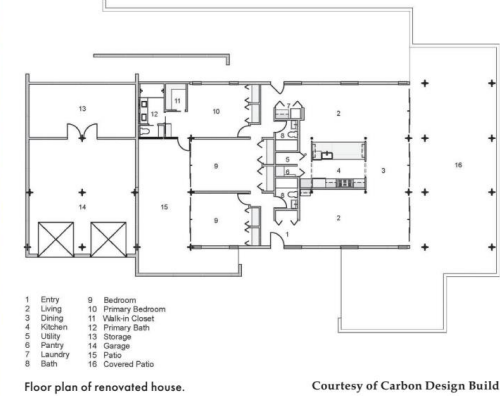 13
11
12
10
7
2
8
9
5
6
4
3
16
14
15
8
9
2
1
1 Entry 9 Bedroom
2 Living 10 Primary Bedroom
3 Dining 11 Walk-in Closet
4 Kitchen 12 Primary Bath
5 Utility 13 Storage
6 Pantry 14 Garage
7 Laundry 15 Patio
8 Bath 16 Covered Patio
Floor plan of renovated house. Courtesy of Carbon Design Build